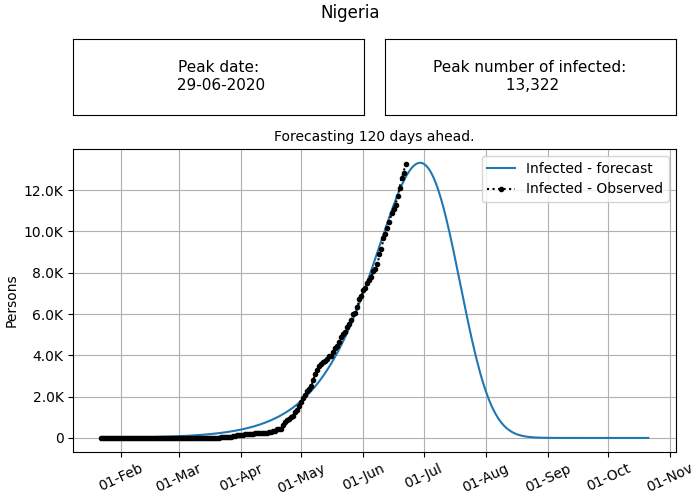 Nigeria
Peak date:
29-06-2020
Peak number of infected:
13,322
Forecasting 120 days ahead.
Infected - forecast
Infected - Observed
12.0K
10.0K
8.0K
6.0K
4.0K
2.0K
0
Persons
01-Feb
01-Mar
01-Apr
01-May
01-Jun
01-Jul
01-Aug
01-Sep
01-Oct
01-Nov